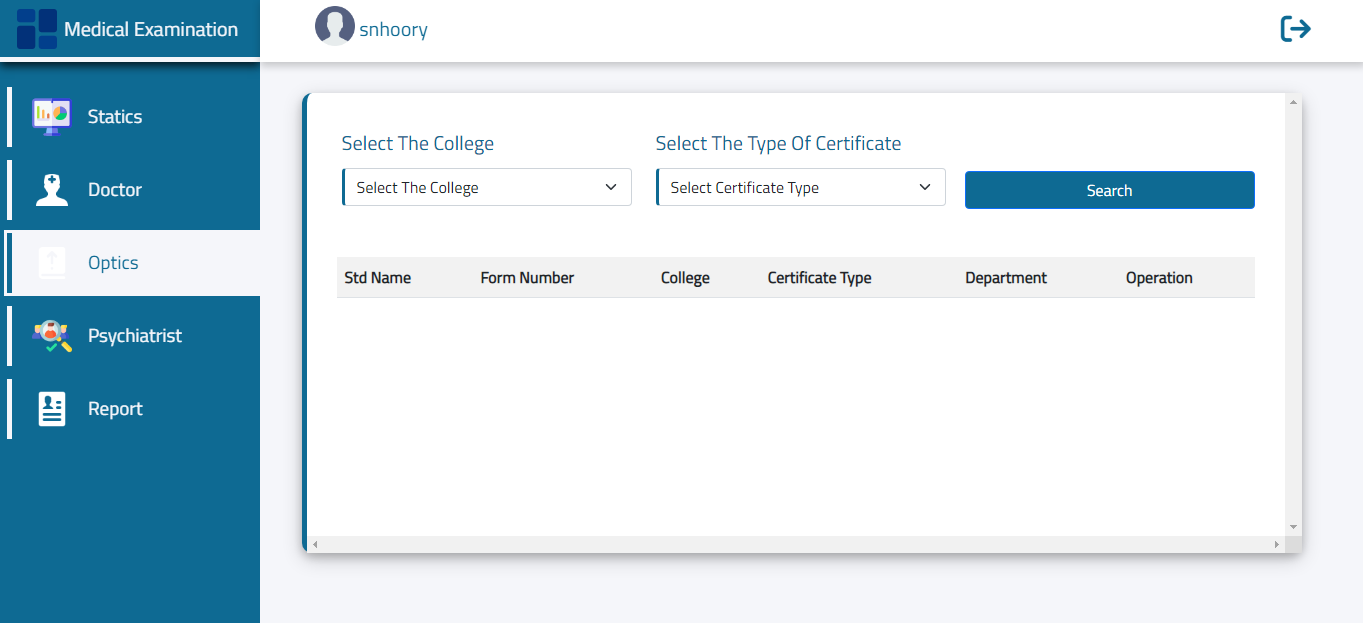 Medical Examination
snhoory
Statics
Doctor
Optics
Psychiatrist
Report
Select The College
Select The Type Of Certificate
Select The College
Select Certificate Type
Search
Std Name Form Number College Certificate Type Department Operation